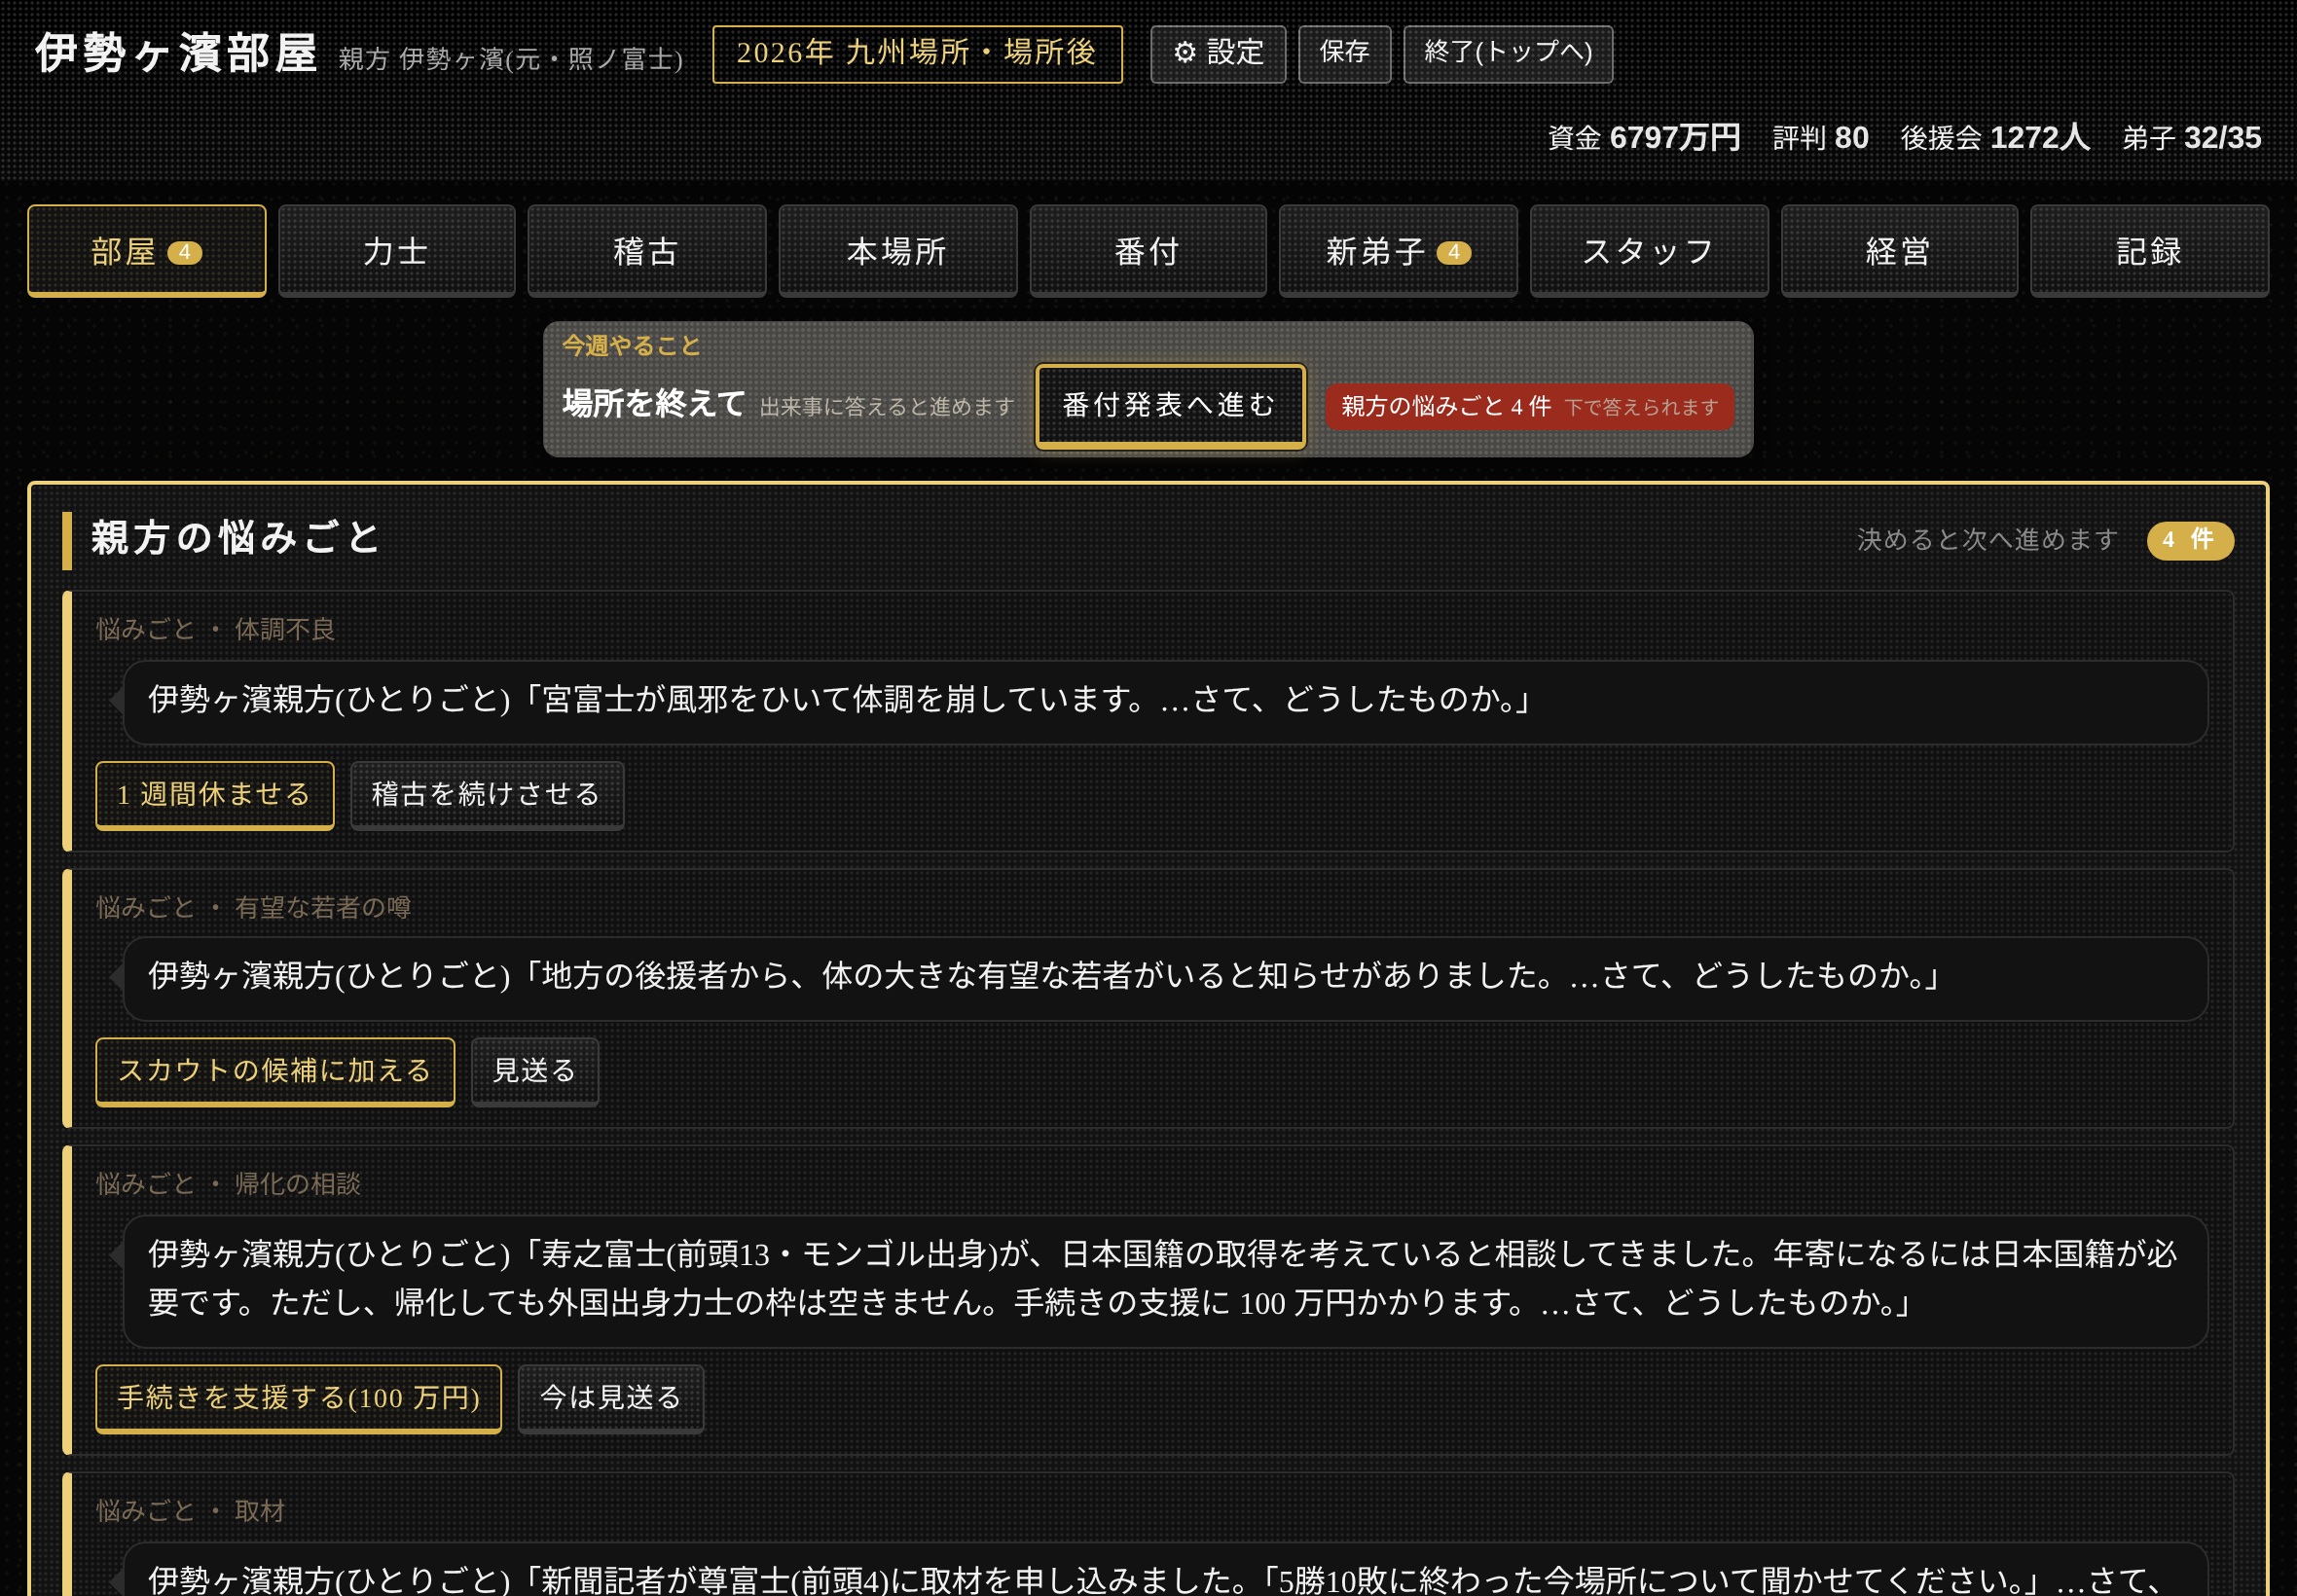 伊勢ヶ濱部屋 親方 伊勢ヶ濱(元・照ノ富士) 2026年 九州場所・場所後 ⚙ 設定 保存 終了(トップへ)
資金 6797万円 評判 80 後援会 1272人 弟子 32/35
部屋 4 力士 稽古 本場所 番付 新弟子 4 スタッフ 経営 記録
今週やること
場所を終えて 出来事に答えると進めます 番付発表へ進む 親方の悩みごと 4 件 下で答えられます
親方の悩みごと 決めると次へ進めます 4 件
悩みごと ・ 体調不良
伊勢ヶ濱親方(ひとりごと)「宮富士が風邪をひいて体調を崩しています。…さて、どうしたものか。」
1 週間休ませる 稽古を続けさせる
悩みごと ・ 有望な若者の噂
伊勢ヶ濱親方(ひとりごと)「地方の後援者から、体の大きな有望な若者がいると知らせがありました。…さて、どうしたものか。」
スカウトの候補に加える 見送る
悩みごと ・ 帰化の相談
伊勢ヶ濱親方(ひとりごと)「寿之富士(前頭13・モンゴル出身)が、日本国籍の取得を考えていると相談してきました。年寄になるには日本国籍が必
要です。ただし、帰化しても外国出身力士の枠は空きません。手続きの支援に 100 万円かかります。…さて、どうしたものか。」
手続きを支援する(100 万円) 今は見送る
悩みごと ・ 取材
伊勢ヶ濱親方(ひとりごと)「新聞記者が尊富士(前頭4)に取材を申し込みました。「5勝10敗に終わった今場所について聞かせてください。」…さて、